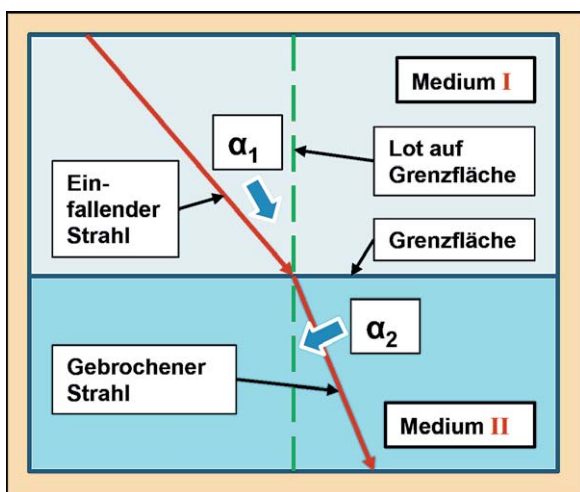 Medium I
α1
Lot auf
Grenzfläche
Ein-
fallender
Strahl
Grenzfläche
α2
Gebrochener
Strahl
Medium II